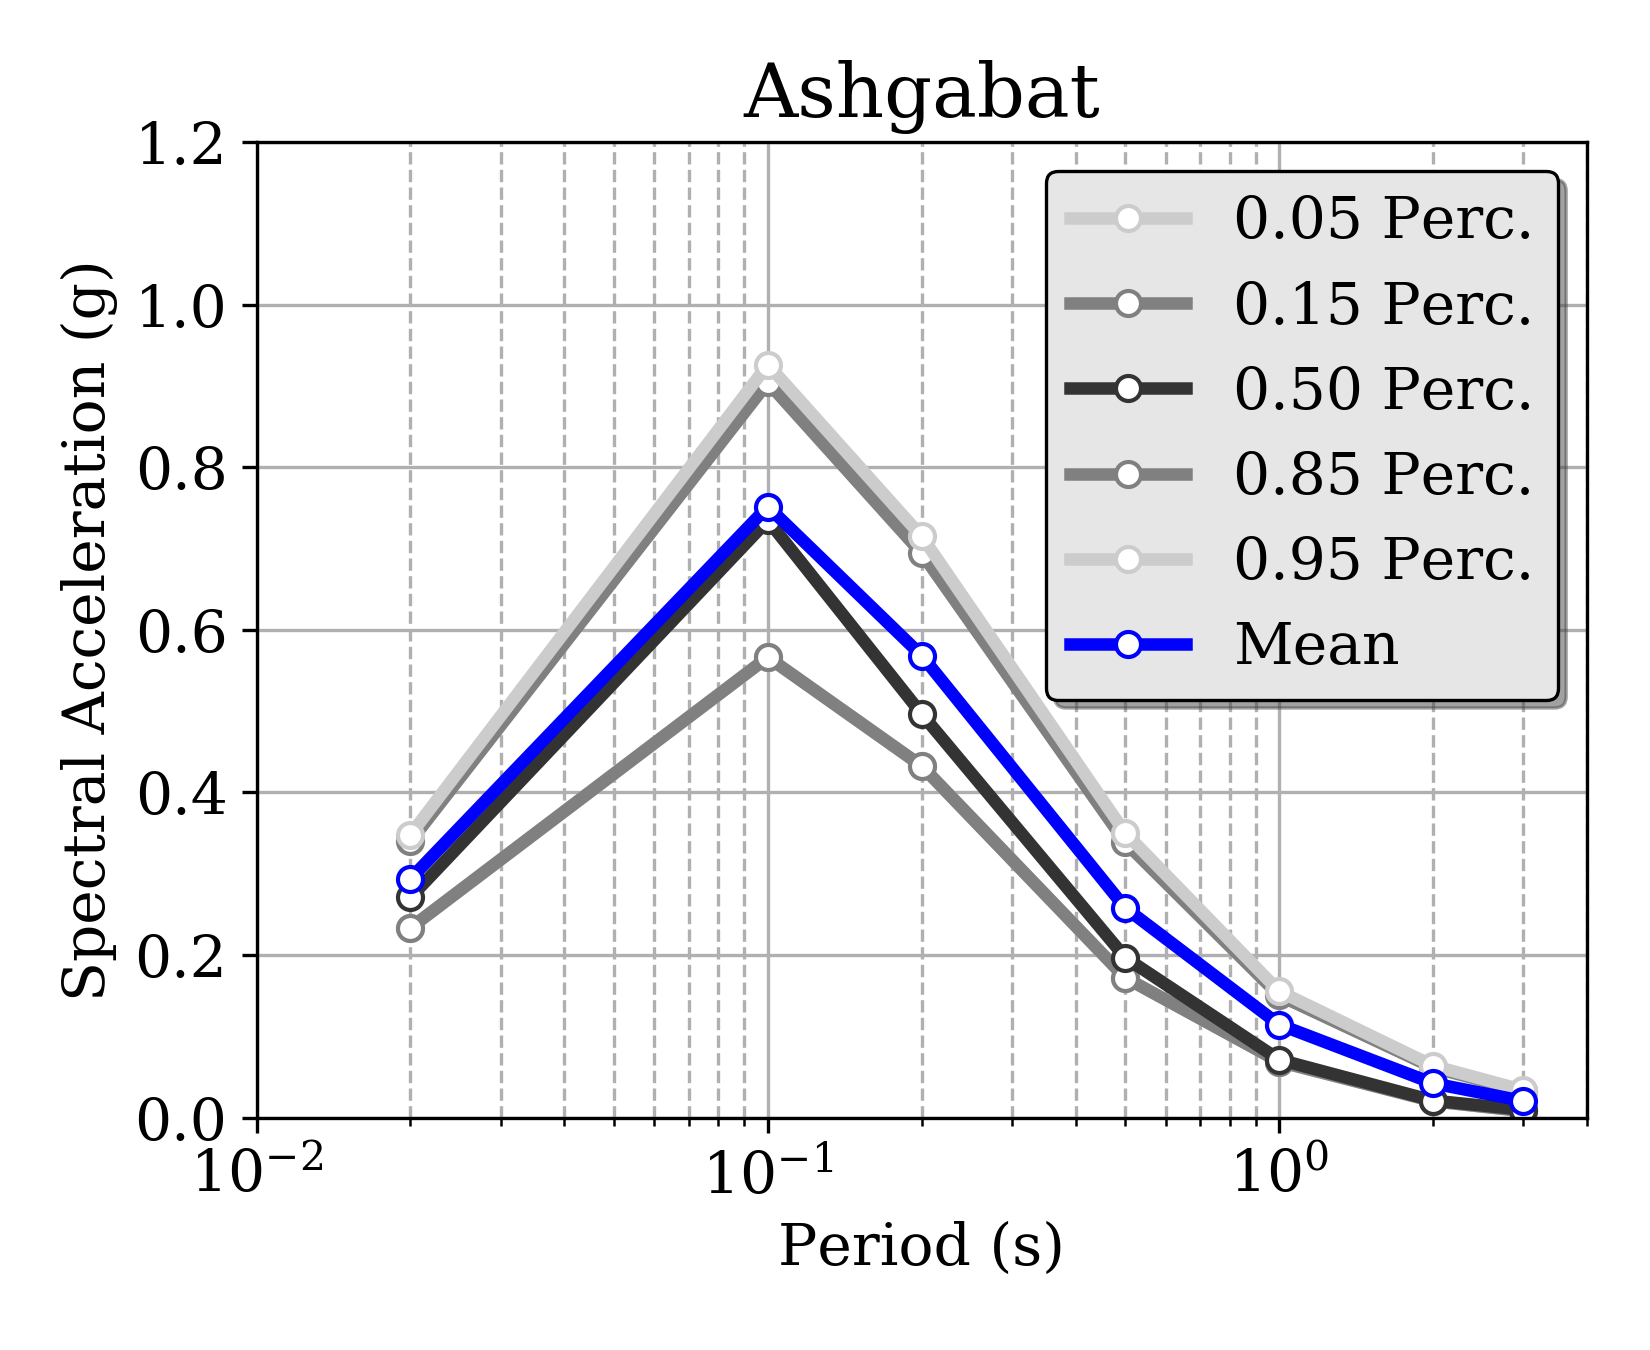 Ashgabat
Spectral Acceleration (g)
1.2
1.0
0.8
0.6
0.4
0.2
0.0
0.05 Perc.
0.15 Perc.
0.50 Perc.
0.85 Perc.
0.95 Perc.
Mean
10⁻² 10⁻¹ 10⁰
Period (s)